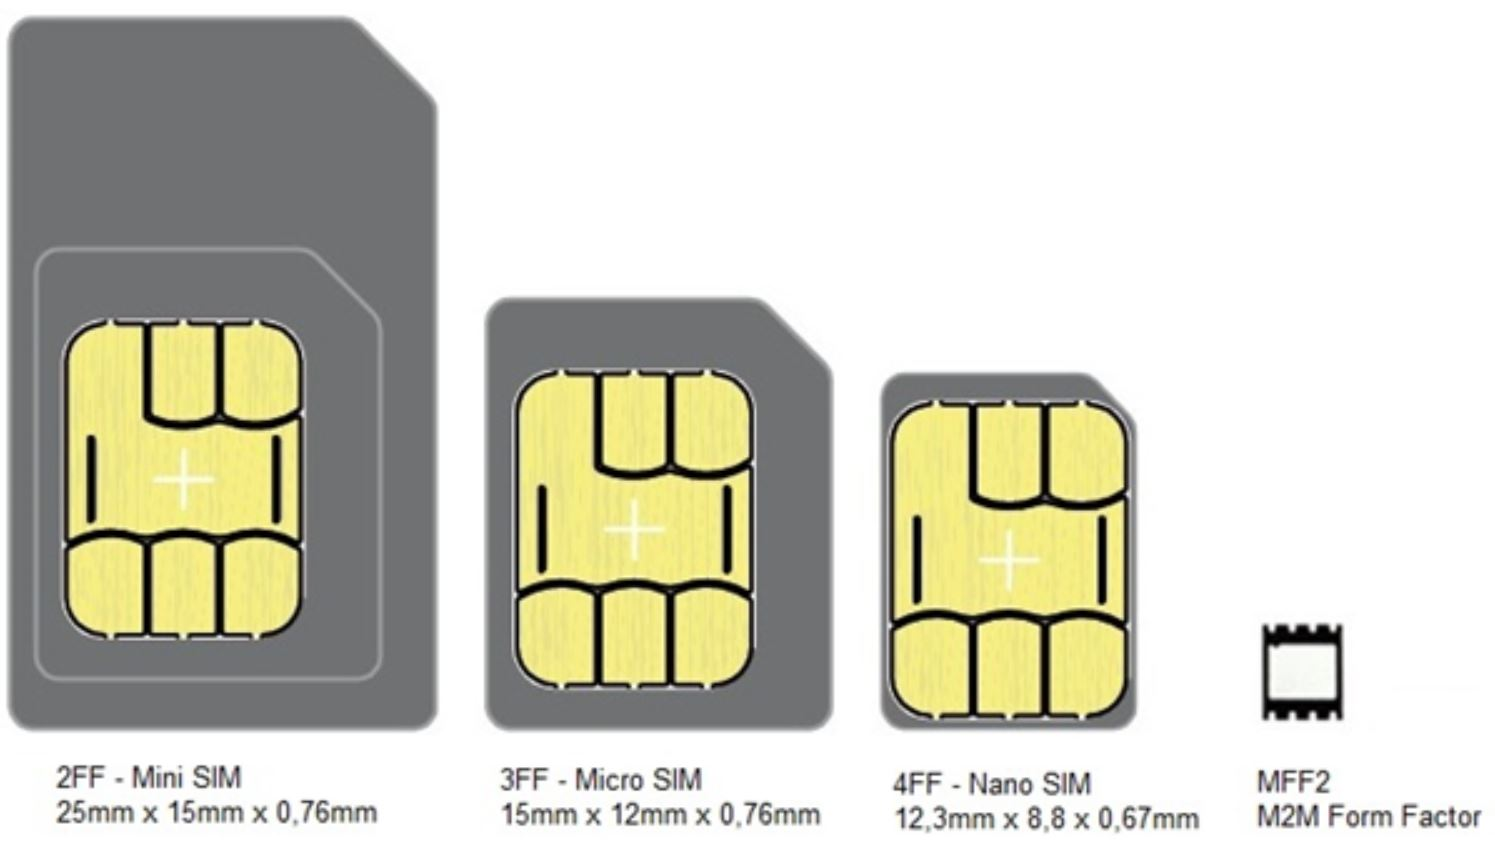 2FF - Mini SIM
25mm x 15mm x 0,76mm
3FF - Micro SIM
15mm x 12mm x 0,76mm
4FF - Nano SIM
12,3mm x 8,8 x 0,67mm
MFF2
M2M Form Factor